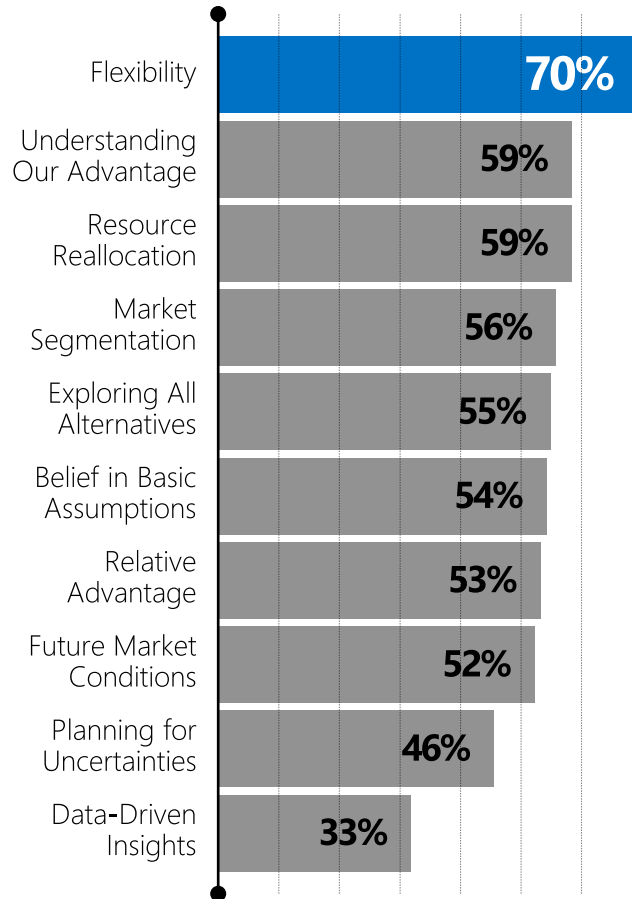 Flexibility
70%
Understanding
Our Advantage
59%
Resource
Reallocation
59%
Market
Segmentation
56%
Exploring All
Alternatives
55%
Belief in Basic
Assumptions
54%
Relative
Advantage
53%
Future Market
Conditions
52%
Planning for
Uncertainties
46%
Data-Driven
Insights
33%